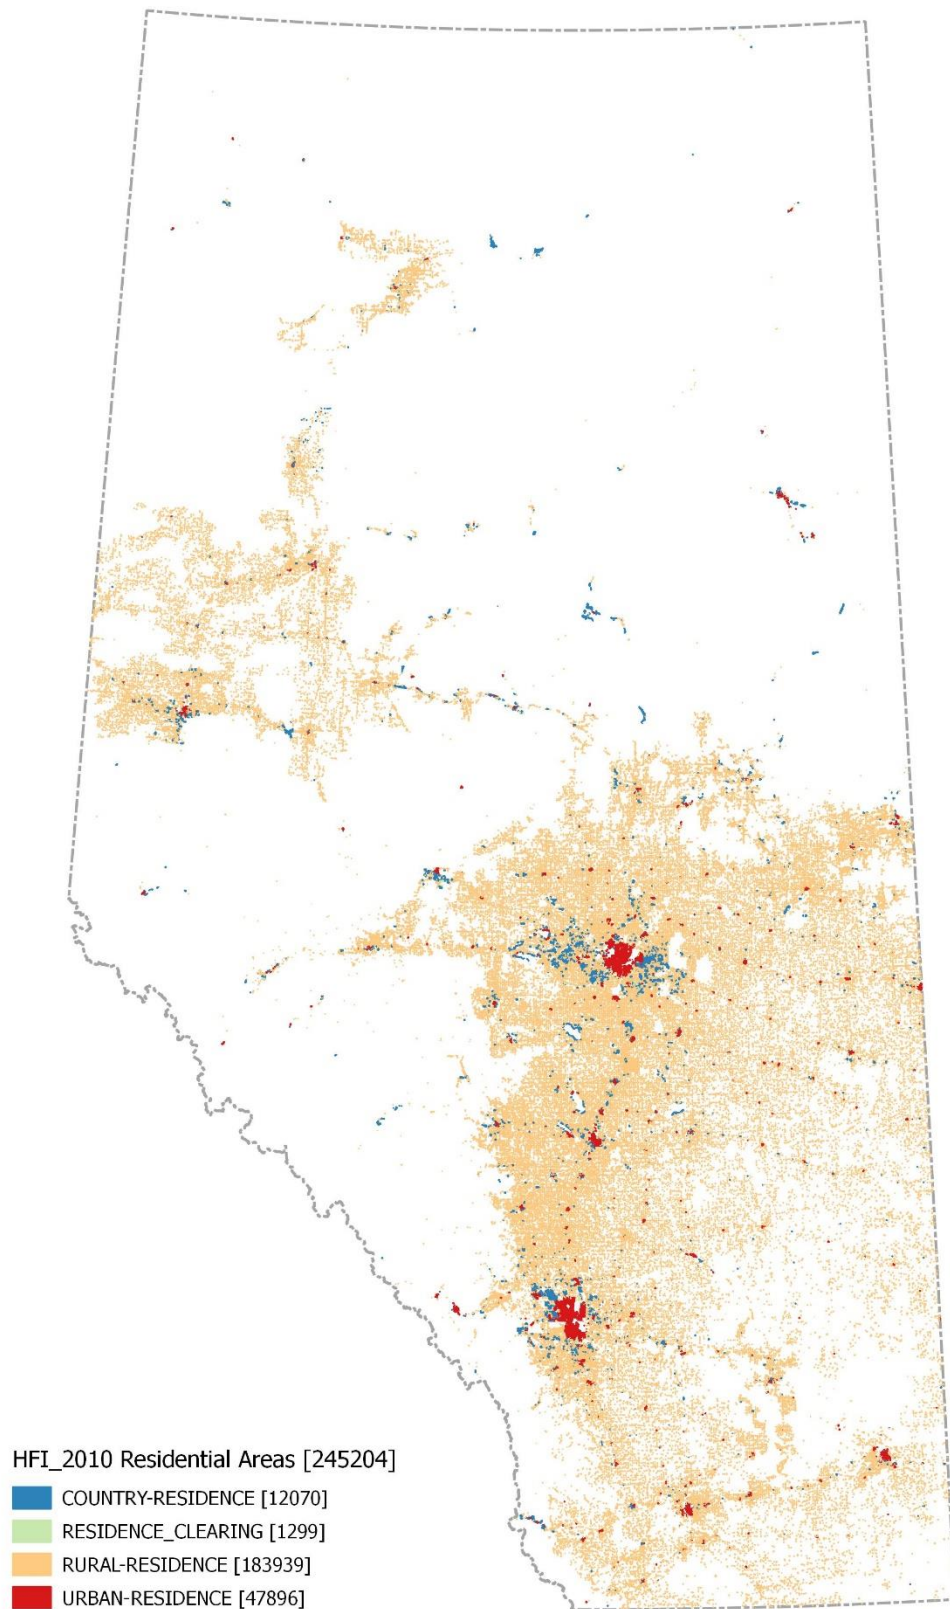 HFI_2010 Residential Areas [245204]
COUNTRY-RESIDENCE [12070]
RESIDENCE_CLEARING [1299]
RURAL-RESIDENCE [183939]
URBAN-RESIDENCE [47896]